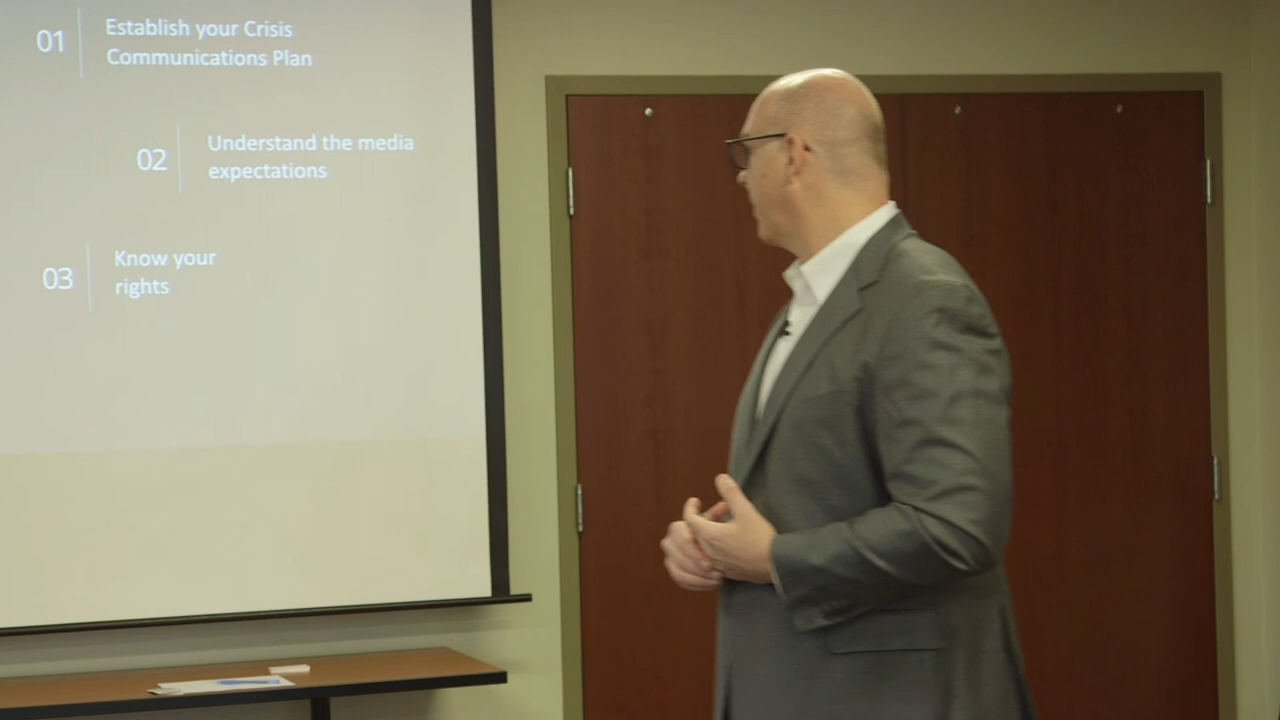 01
Establish your Crisis
Communications Plan
02
Understand the media
expectations
03
Know your
rights